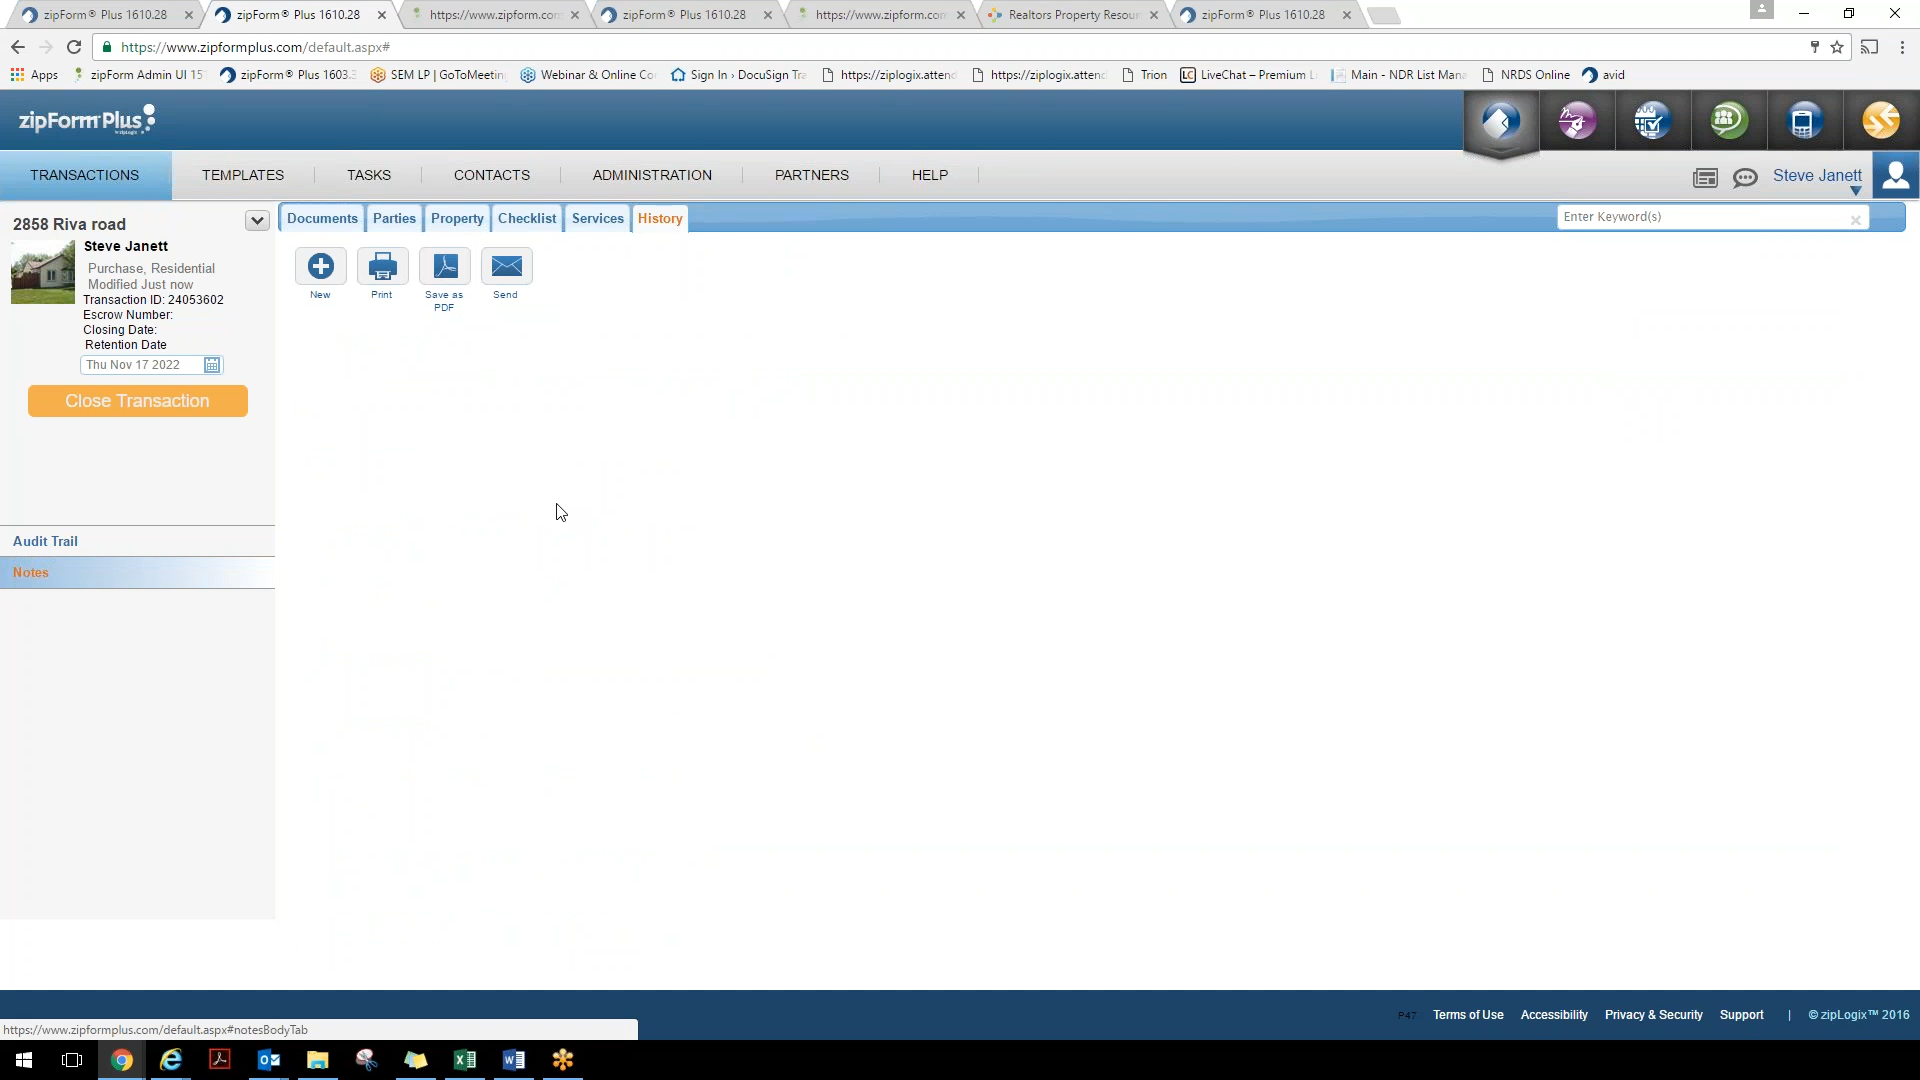 zipForm® Plus 1610.28
zipForm® Plus 1610.28
https://www.zipform.com
zipForm® Plus 1610.28
https://www.zipform.com
Realtors Property Resour
zipForm® Plus 1610.28
https://www.zipformplus.com/default.aspx#
Apps
zipForm Admin UI 15
zipForm® Plus 1603.
SEM LP | GoToMeeting
Webinar & Online Co
Sign In › DocuSign Tra
https://ziplogix.attend
https://ziplogix.attend
Trion
LC LiveChat – Premium L
Main - NDR List Mana
NRDS Online
avid
zipForm Plus
by zipLogix
TRANSACTIONS
TEMPLATES
TASKS
CONTACTS
ADMINISTRATION
PARTNERS
HELP
Steve Janett
2858 Riva road
Documents
Parties
Property
Checklist
Services
History
Enter Keyword(s)
Steve Janett
Purchase, Residential
Modified Just now
Transaction ID: 24053602
Escrow Number:
Closing Date:
Retention Date
Thu Nov 17 2022
Close Transaction
New
Print
Save as
PDF
Send
Audit Trail
Notes
P47
Terms of Use
Accessibility
Privacy & Security
Support
|
© zipLogix™ 2016
https://www.zipformplus.com/default.aspx#notesBodyTab